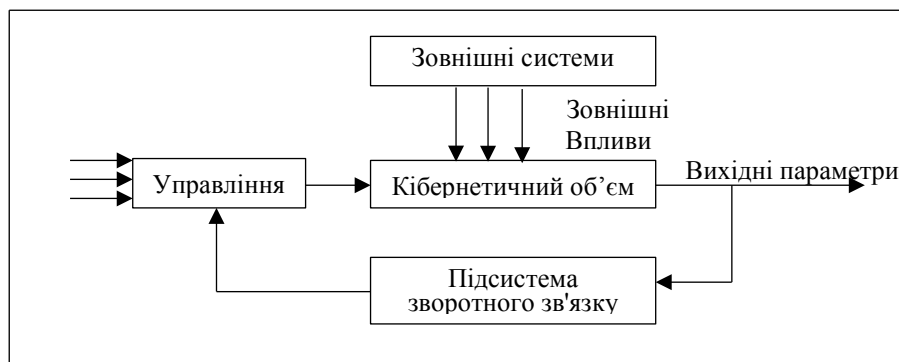 Зовнішні системи
Зовнішні
Впливи
Управління
Кібернетичний об’єм
Вихідні параметри
Підсистема
зворотного зв'язку